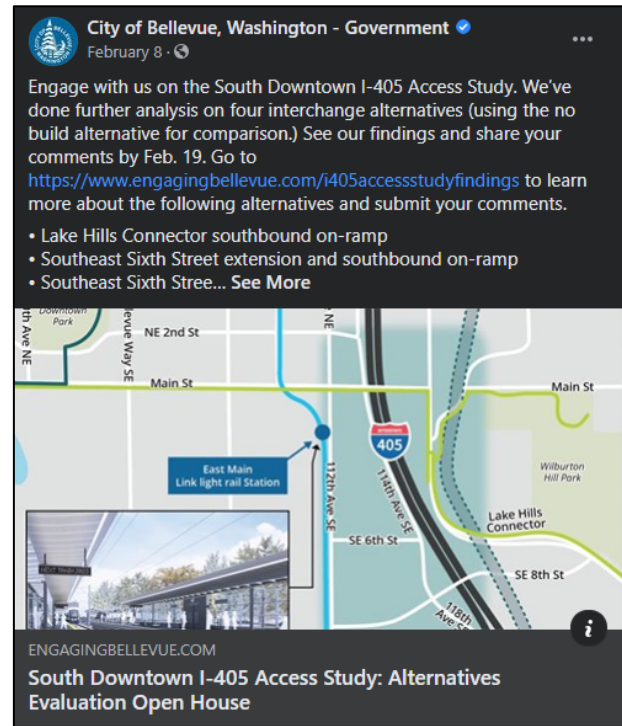 City of Bellevue, Washington - Government
February 8 ·
Engage with us on the South Downtown I-405 Access Study. We've
done further analysis on four interchange alternatives (using the no
build alternative for comparison.) See our findings and share your
comments by Feb. 19. Go to
https://www.engagingbellevue.com/i405accessstudyfindings to learn
more about the following alternatives and submit your comments.
• Lake Hills Connector southbound on-ramp
• Southeast Sixth Street extension and southbound on-ramp
• Southeast Sixth Stree... See More
Downtown
Park
NE 2nd St
Main St
Main St
NE
405
East Main
Link light rail Station
112th Ave SE
114th Ave SE
Wilburton
Hill Park
Lake Hills
Connector
SE 6th St
SE 8th St
118th
Ave SE
ENGAGINGBELLEVUE.COM
South Downtown I-405 Access Study: Alternatives
Evaluation Open House